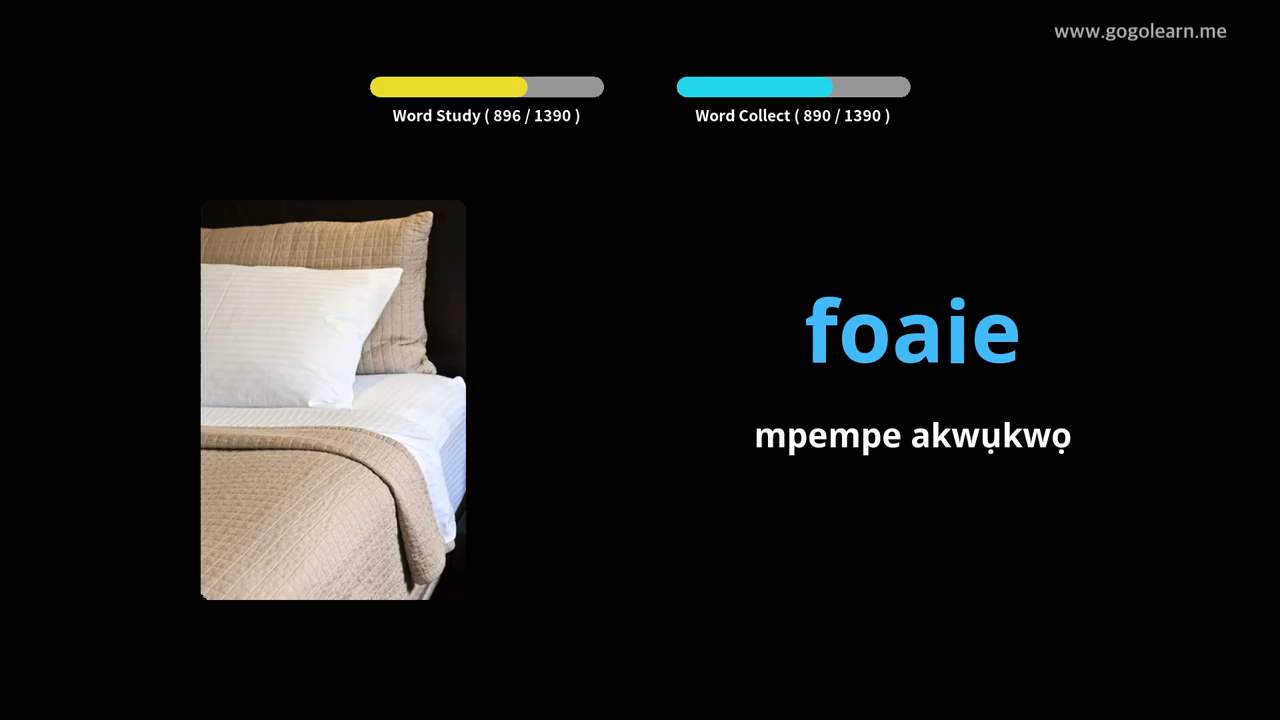 www.gogolearn.me
Word Study ( 896 / 1390 )
Word Collect ( 890 / 1390 )
foaie
mpempe akwụkwọ